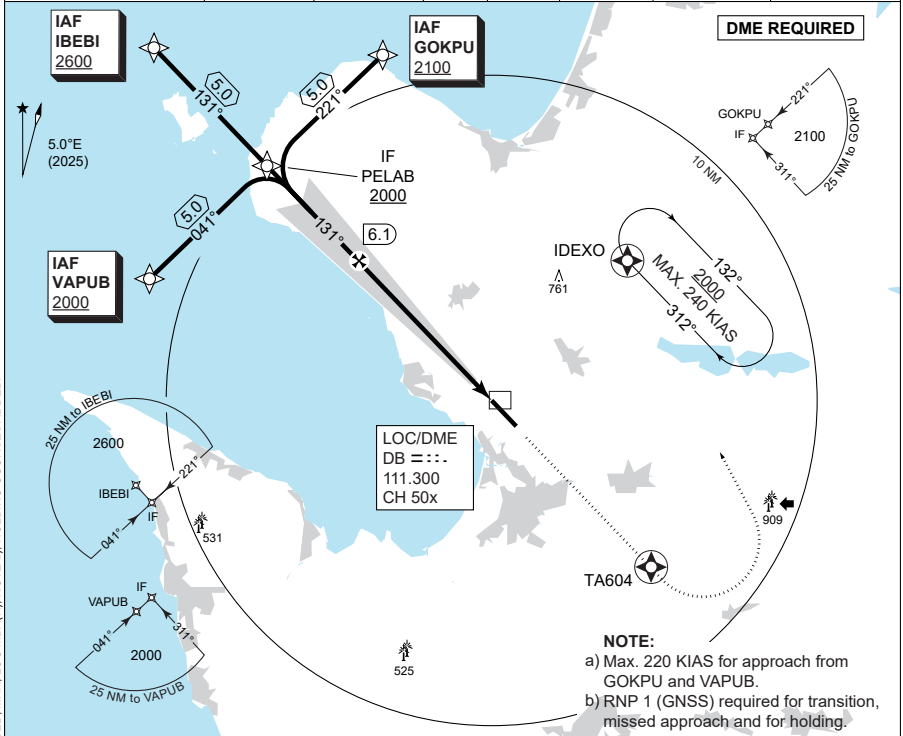 IAF
IBEBI
2600
IAF
GOKPU
2100
DME REQUIRED
5.0
131°
5.0
221°
5.0°E
(2025)
GOKPU
IF
221°
2100
311°
25 NM to GOKPU
IF
PELAB
2000
10 NM
5.0
041°
131°
6.1
IAF
VAPUB
2000
IDEXO
761
132°
2000
MAX. 240 KIAS
312°
25 NM to IBEBI
2600
IBEBI
IF
221°
041°
LOC/DME
DB
111.300
CH 50x
531
909
TA604
IF
VAPUB
041°
311°
2000
25 NM to VAPUB
525
NOTE:
a) Max. 220 KIAS for approach from
GOKPU and VAPUB.
b) RNP 1 (GNSS) required for transition,
missed approach and for holding.